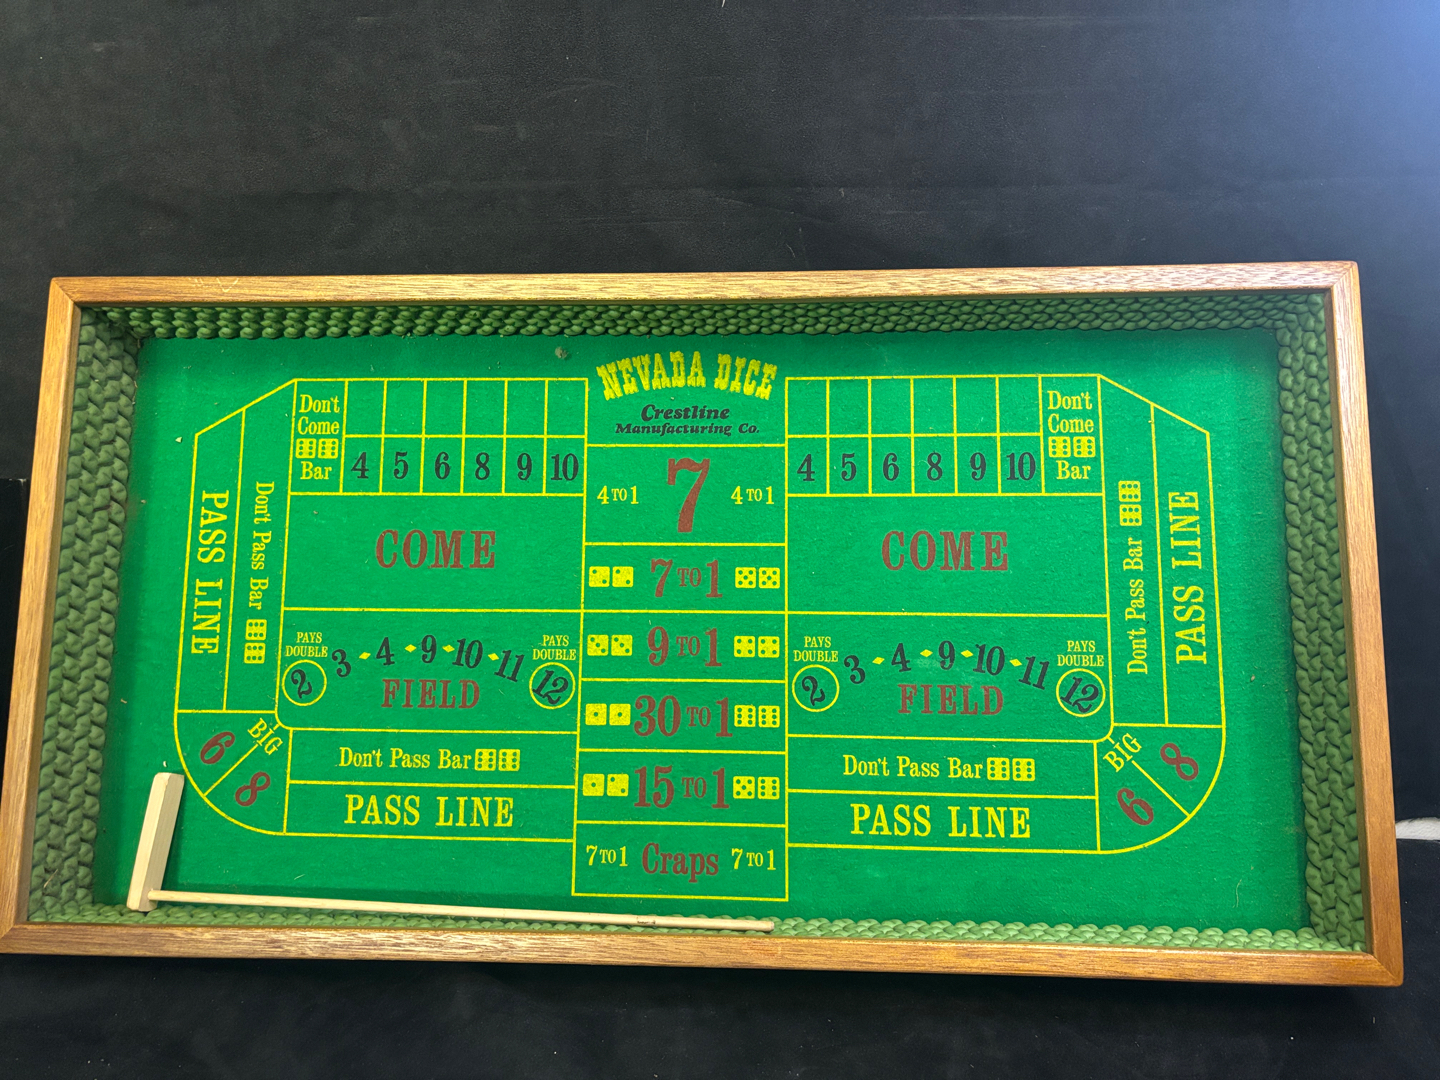 NEVADA DICE
Crestline
Manufacturing Co.
Don't
Come
Bar
4 5 6 8 9 10
COME
PAYS
DOUBLE
2
3 4 9 10 11
PAYS
DOUBLE
12
FIELD
Don't Pass Bar
PASS LINE
PASS LINE
Don't Pass Bar
BIG
6
8
4 TO 1 7 4 TO 1
7 TO 1
9 TO 1
30 TO 1
15 TO 1
7 TO 1 Craps 7 TO 1
4 5 6 8 9 10
Don't
Come
Bar
COME
PAYS
DOUBLE
2
3 4 9 10 11
PAYS
DOUBLE
12
FIELD
Don't Pass Bar
PASS LINE
Don't Pass Bar
PASS LINE
BIG
6
8